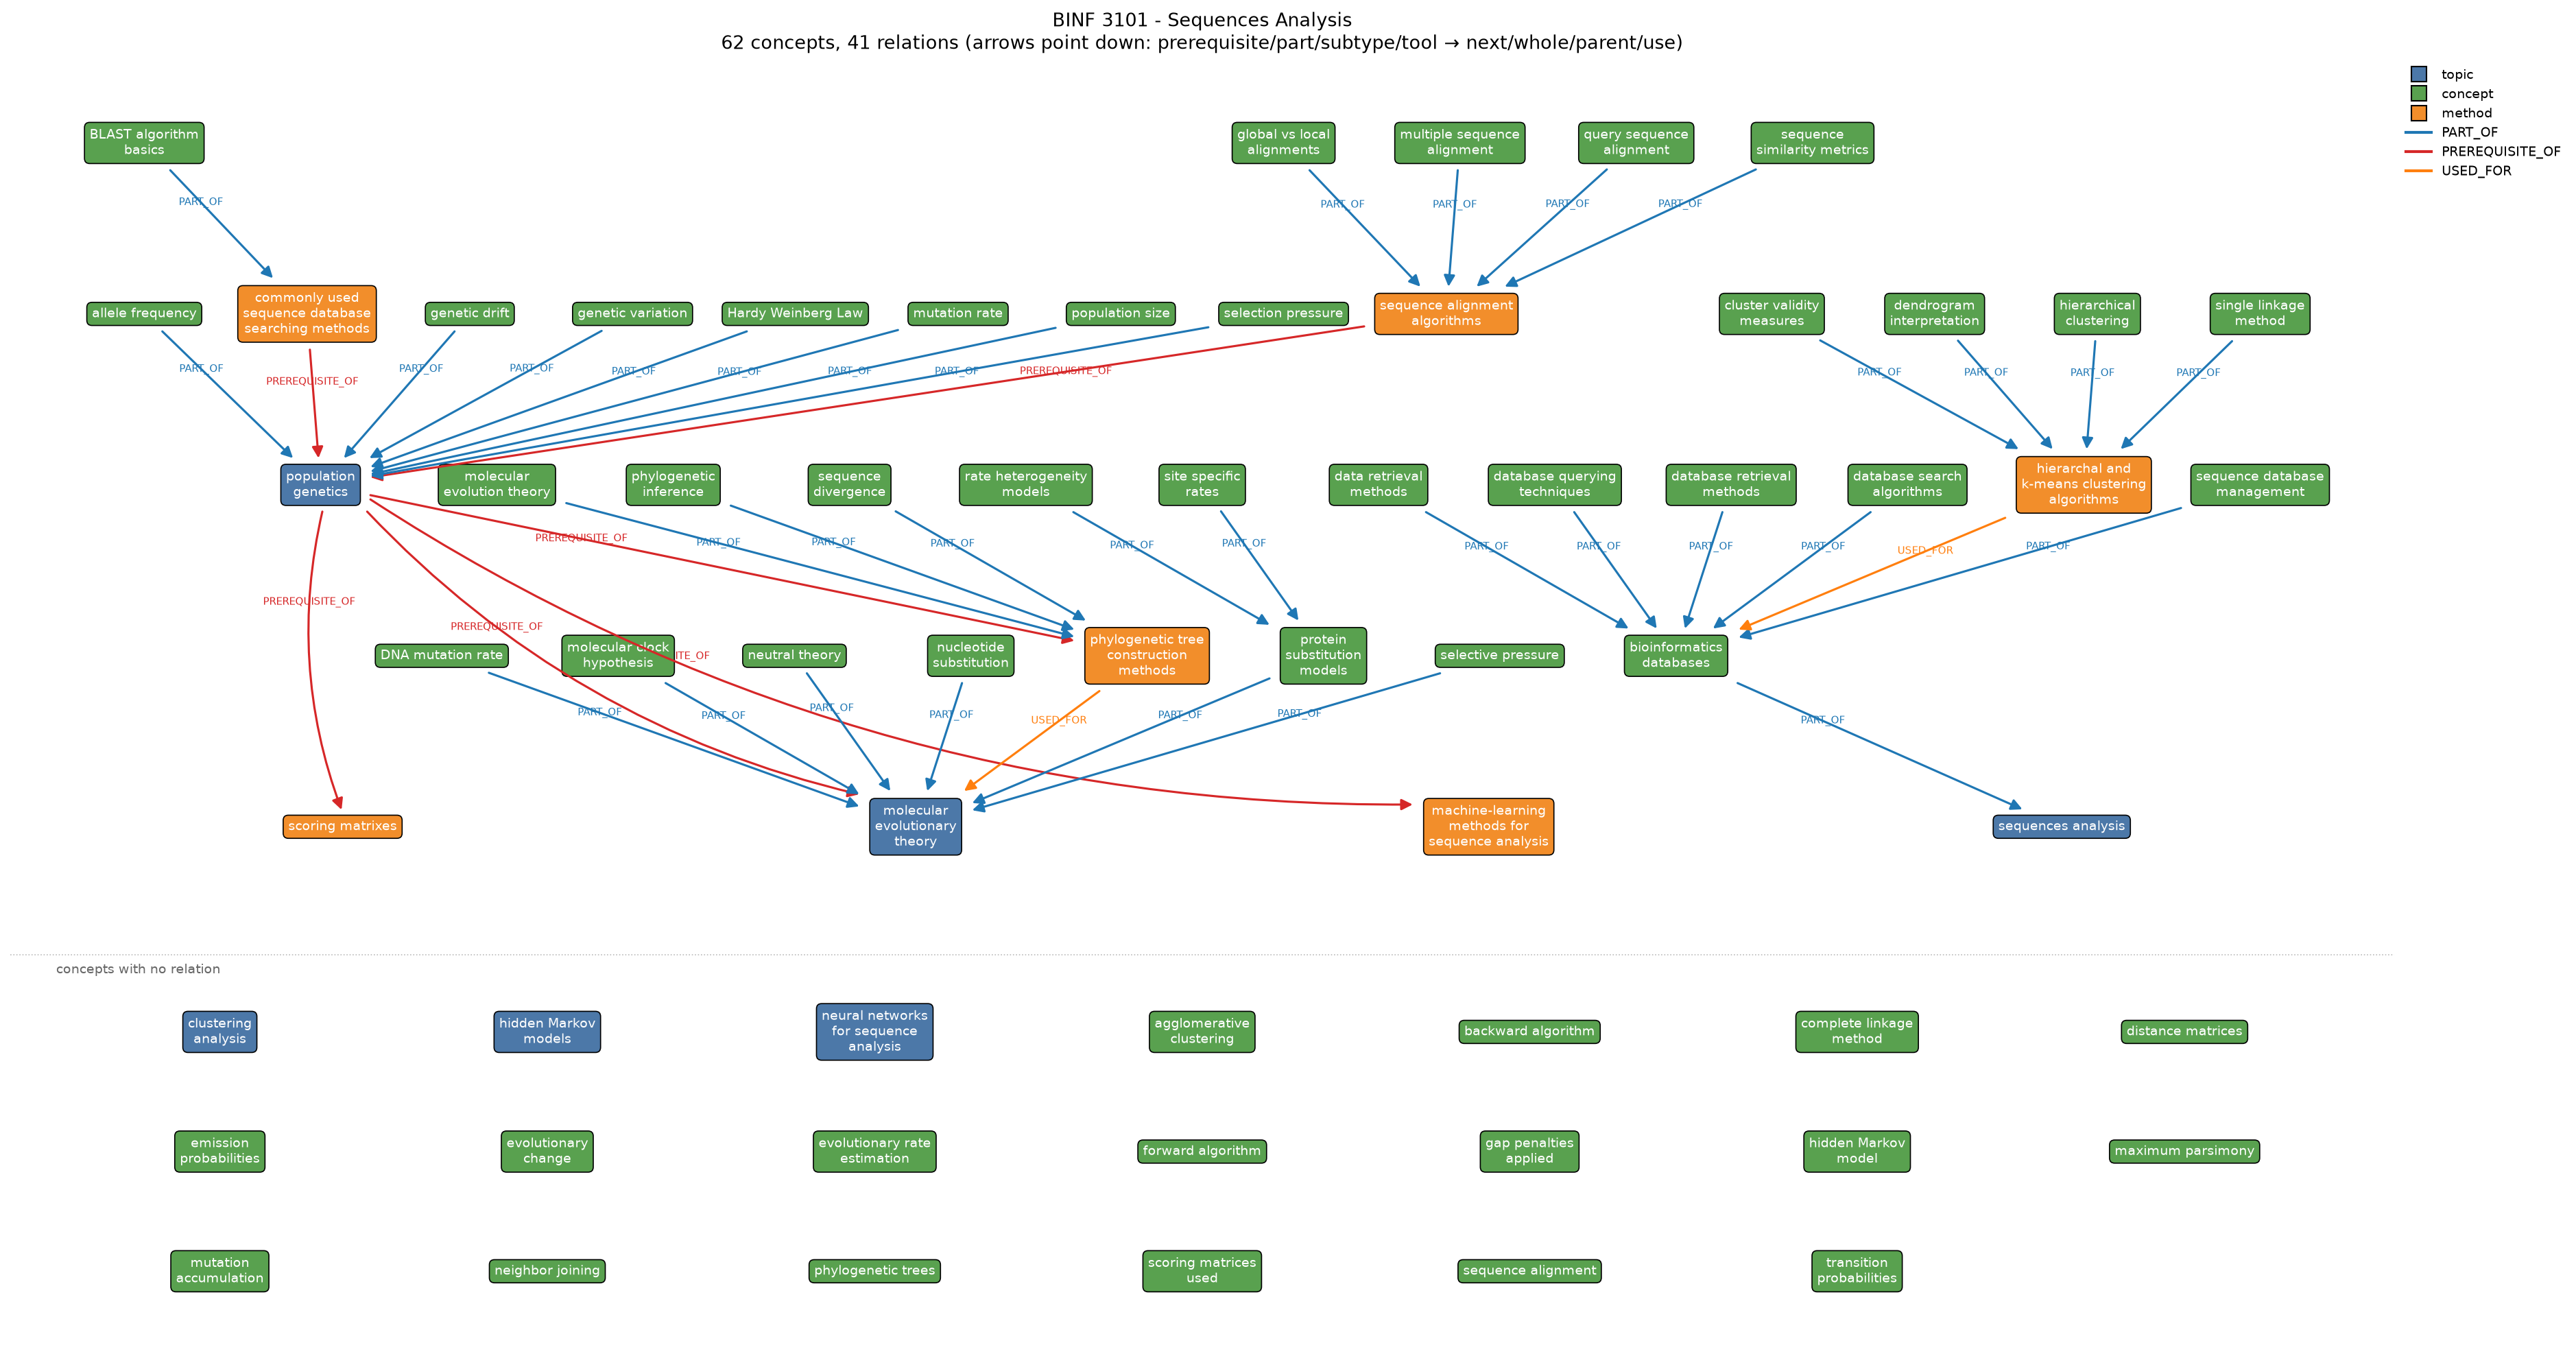 BINF 3101 - Sequences Analysis
62 concepts, 41 relations (arrows point down: prerequisite/part/subtype/tool → next/whole/parent/use)
topic
concept
method
PART_OF
PREREQUISITE_OF
USED_FOR
BLAST algorithm
basics
global vs local
alignments
multiple sequence
alignment
query sequence
alignment
sequence
similarity metrics
PART_OF
PART_OF
PART_OF
PART_OF
PART_OF
allele frequency
commonly used
sequence database
searching methods
genetic drift
genetic variation
Hardy Weinberg Law
mutation rate
population size
selection pressure
sequence alignment
algorithms
cluster validity
measures
dendrogram
interpretation
hierarchical
clustering
single linkage
method
PART_OF
PREREQUISITE_OF
PART_OF
PART_OF
PART_OF
PART_OF
PART_OF
PART_OF
PREREQUISITE_OF
PART_OF
PART_OF
PART_OF
PART_OF
population
genetics
molecular
evolution theory
phylogenetic
inference
sequence
divergence
rate heterogeneity
models
site specific
rates
data retrieval
methods
database querying
techniques
database retrieval
methods
database search
algorithms
hierarchal and
k-means clustering
algorithms
sequence database
management
PREREQUISITE_OF
PART_OF
PART_OF
PART_OF
PART_OF
PART_OF
PART_OF
PART_OF
PART_OF
PART_OF
USED_FOR
PART_OF
PREREQUISITE_OF
PREREQUISITE_OF
DNA mutation rate
molecular clock
hypothesis
ITE_OF
neutral theory
nucleotide
substitution
phylogenetic tree
construction
methods
protein
substitution
models
selective pressure
bioinformatics
databases
PART_OF
PART_OF
PART_OF
PART_OF
USED_FOR
PART_OF
PART_OF
PART_OF
scoring matrixes
molecular
evolutionary
theory
machine-learning
methods for
sequence analysis
sequences analysis
concepts with no relation
clustering
analysis
hidden Markov
models
neural networks
for sequence
analysis
agglomerative
clustering
backward algorithm
complete linkage
method
distance matrices
emission
probabilities
evolutionary
change
evolutionary rate
estimation
forward algorithm
gap penalties
applied
hidden Markov
model
maximum parsimony
mutation
accumulation
neighbor joining
phylogenetic trees
scoring matrices
used
sequence alignment
transition
probabilities